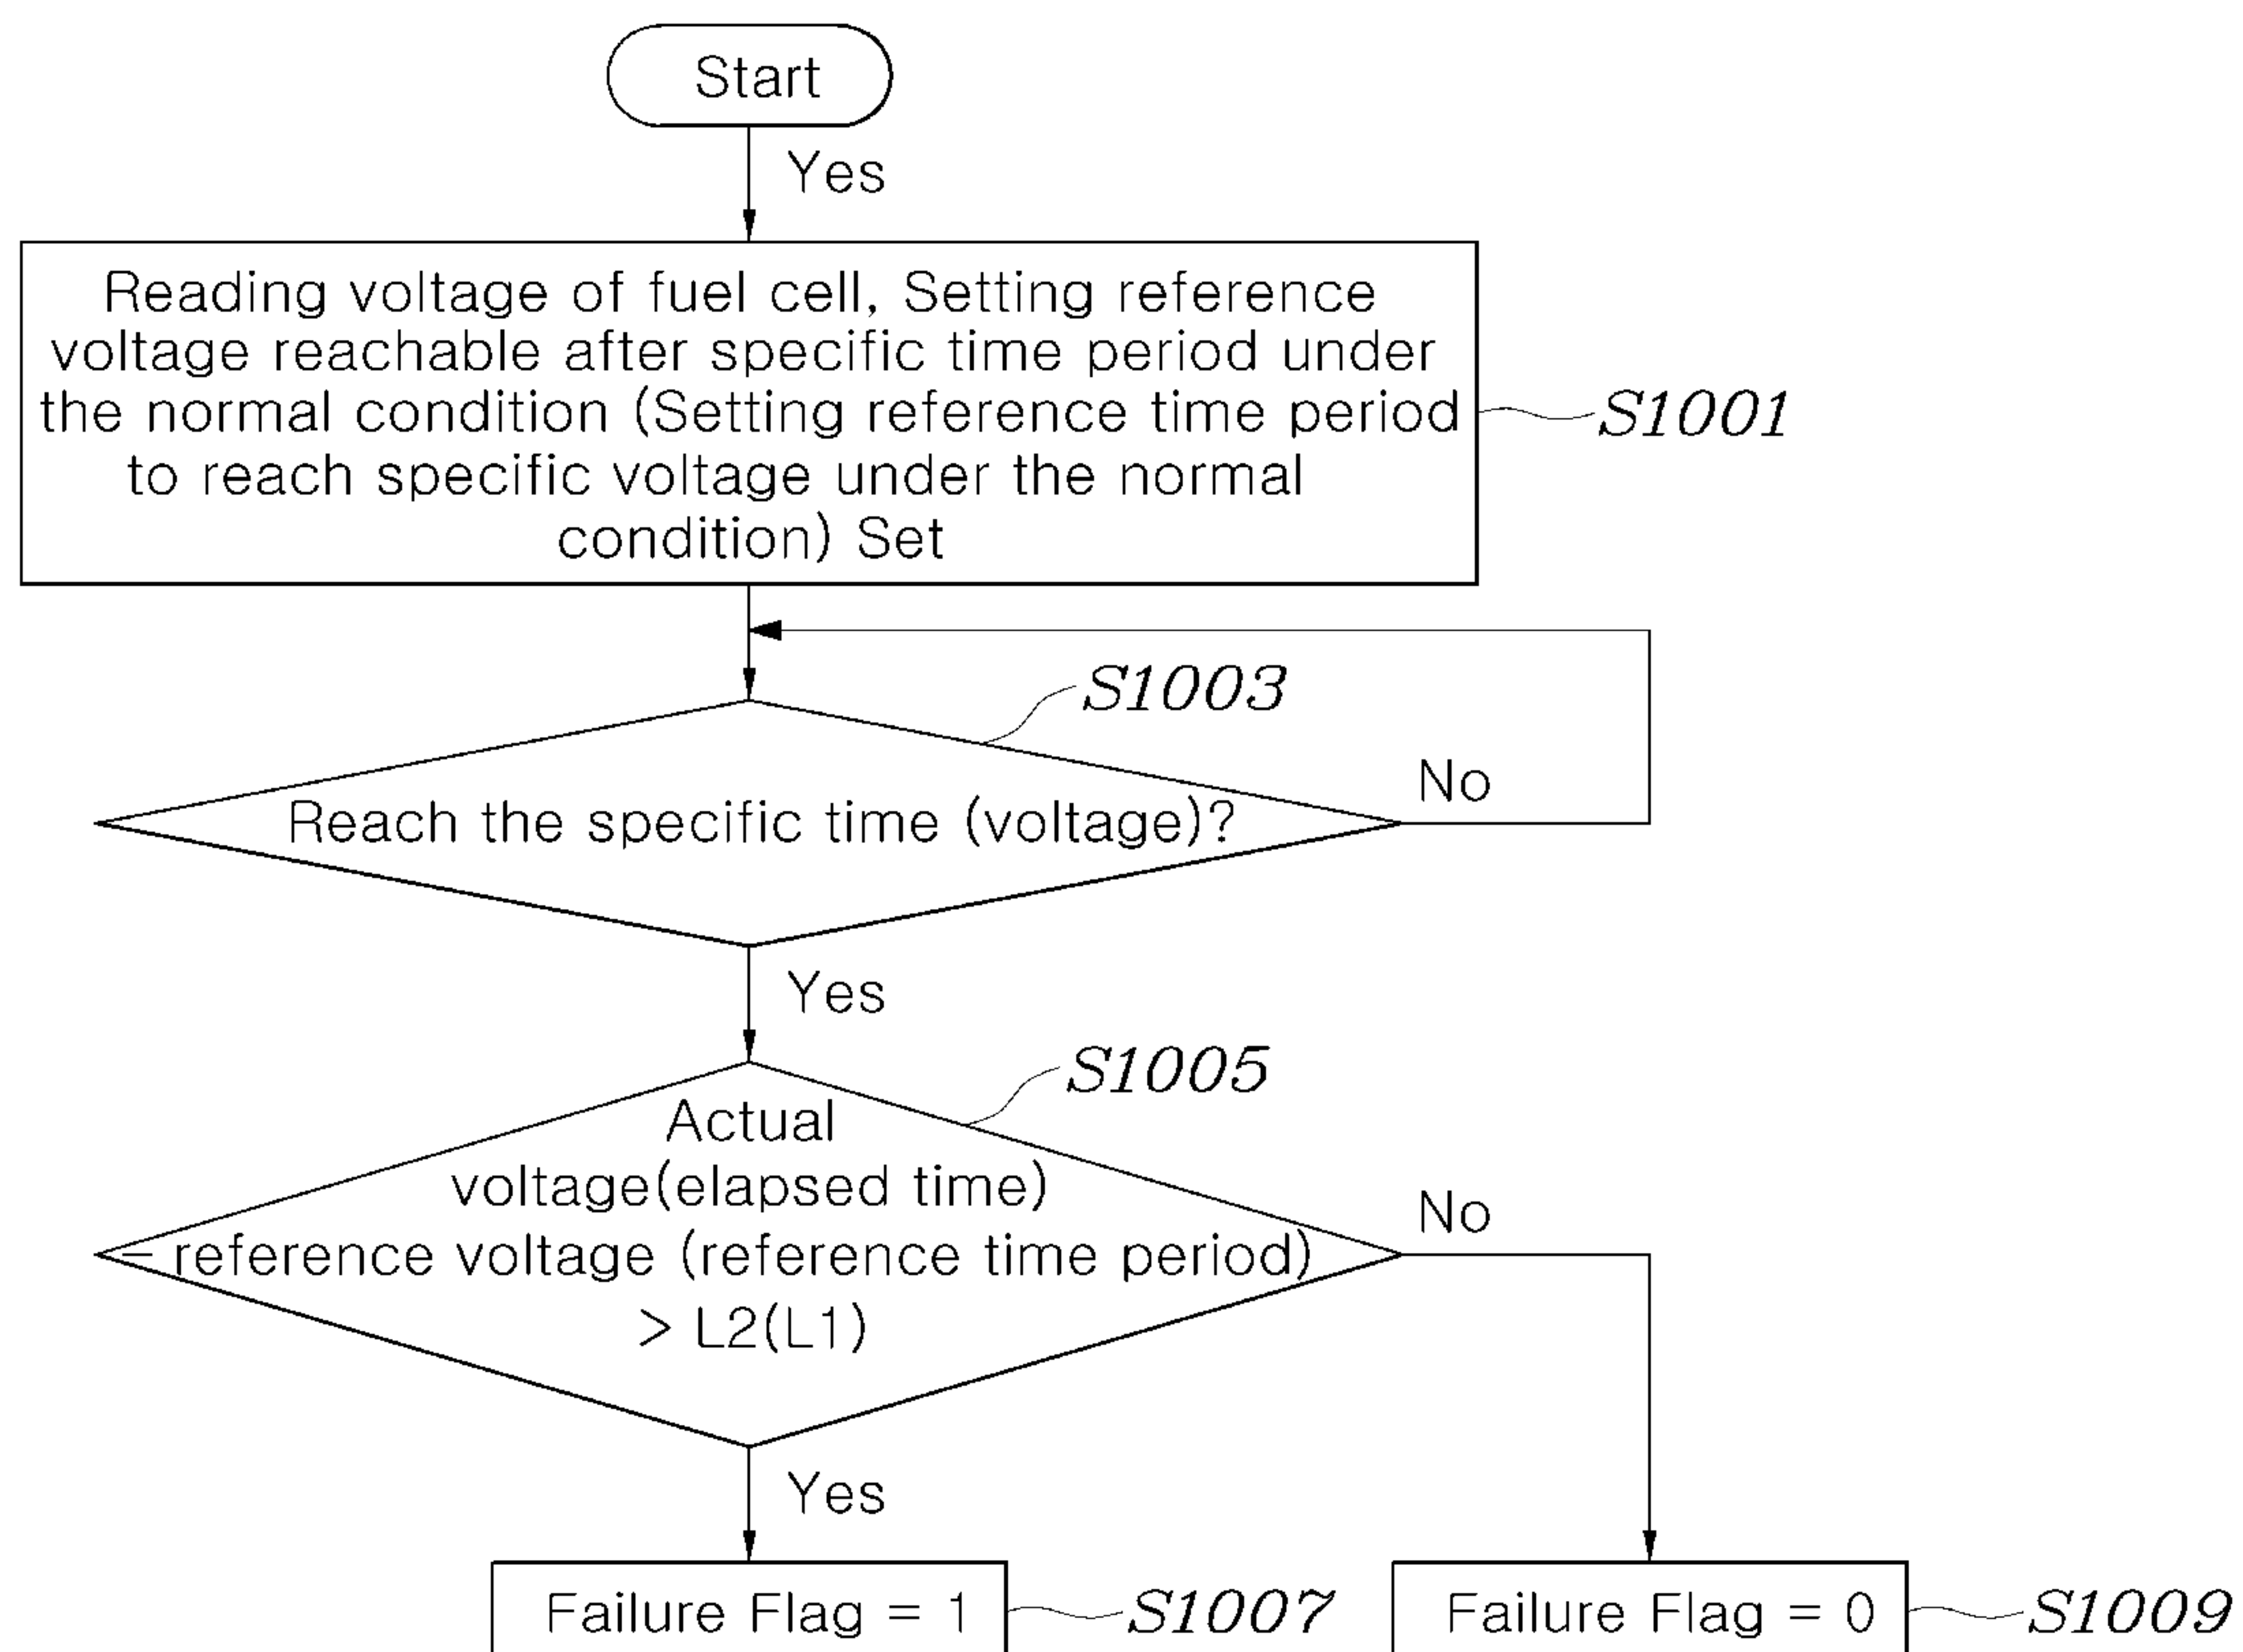 Start
Yes
Reading voltage of fuel cell, Setting reference
voltage reachable after specific time period under
the normal condition (Setting reference time period
to reach specific voltage under the normal
condition) Set
S1001
S1003
Reach the specific time (voltage)?
No
Yes
S1005
Actual
voltage(elapsed time)
– reference voltage (reference time period)
> L2(L1)
No
Yes
Failure Flag = 1
S1007
Failure Flag = 0
S1009